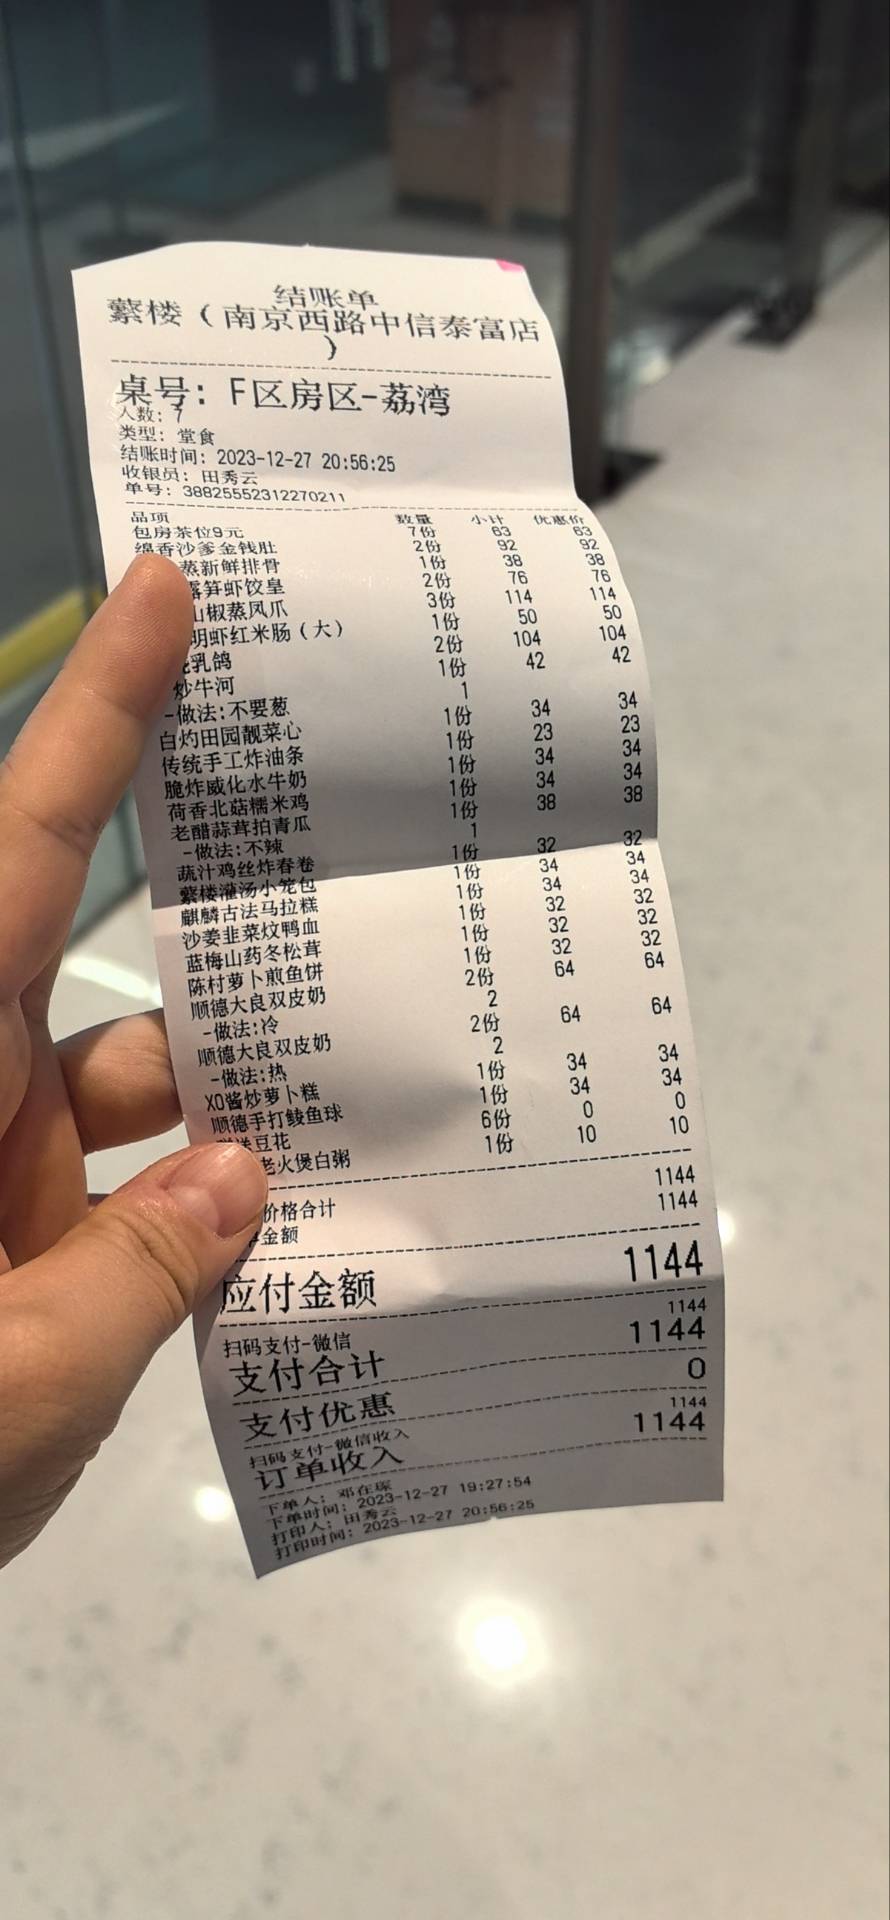 结账单
蘩楼（南京西路中信泰富店
）
桌号: F区房区-荔湾
人数: 7
类型: 堂食
结账时间: 2023-12-27 20:56:25
收银员: 田秀云
单号: 38825552312270211
品项 数量 小计 优惠价
包房茶位9元 7份 63 63
绵香沙爹金钱肚 2份 92 92
蒸新鲜排骨 1份 38 38
笋虾饺皇 2份 76 76
山椒蒸凤爪 3份 114 114
明虾红米肠（大） 1份 50 50
乳鸽 2份 104 104
炒牛河 1份 42 42
-做法:不要葱 1
白灼田园靓菜心 1份 34 34
传统手工炸油条 1份 23 23
脆炸威化水牛奶 1份 34 34
荷香北菇糯米鸡 1份 34 34
老醋蒜茸拍青瓜 1份 38 38
-做法:不辣 1
蔬汁鸡丝炸春卷 1份 32 32
蘩楼灌汤小笼包 1份 34 34
麒麟古法马拉糕 1份 34 34
沙姜韭菜炆鸭血 1份 32 32
蓝梅山药冬松茸 1份 32 32
陈村萝卜煎鱼饼 1份 32 32
顺德大良双皮奶 2份 64 64
-做法:冷 2
顺德大良双皮奶 2份 64 64
-做法:热 2
XO酱炒萝卜糕 1份 34 34
顺德手打鲮鱼球 1份 34 34
豆花 6份 0 0
老火煲白粥 1份 10 10
价格合计 1144
金额 1144
应付金额 1144
扫码支付-微信 1144
支付合计 1144
支付优惠 0
扫码支付-微信收入 1144
订单收入 1144
下单人: 邓在琛
下单时间: 2023-12-27 19:27:54
打印人: 田秀云
打印时间: 2023-12-27 20:56:25